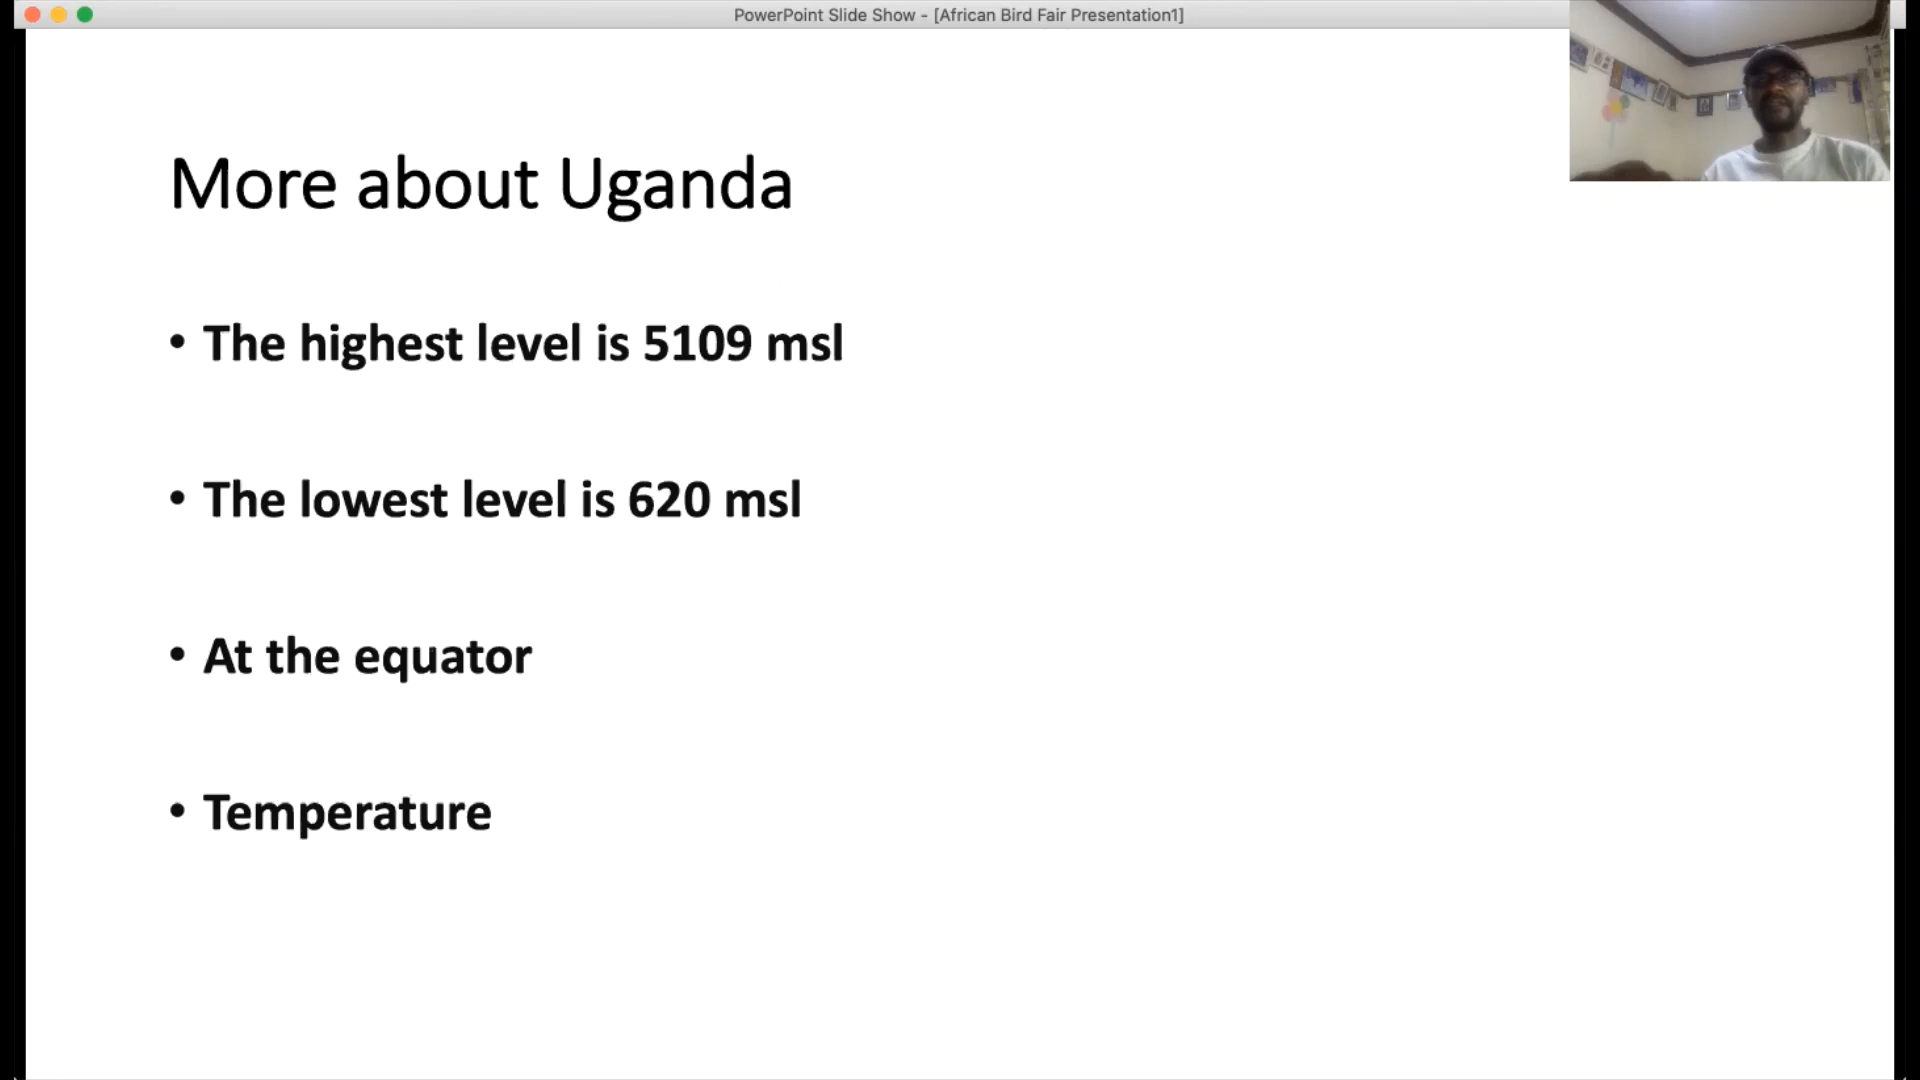 PowerPoint Slide Show - [African Bird Fair Presentation1]
More about Uganda
• The highest level is 5109 msl
• The lowest level is 620 msl
• At the equator
• Temperature